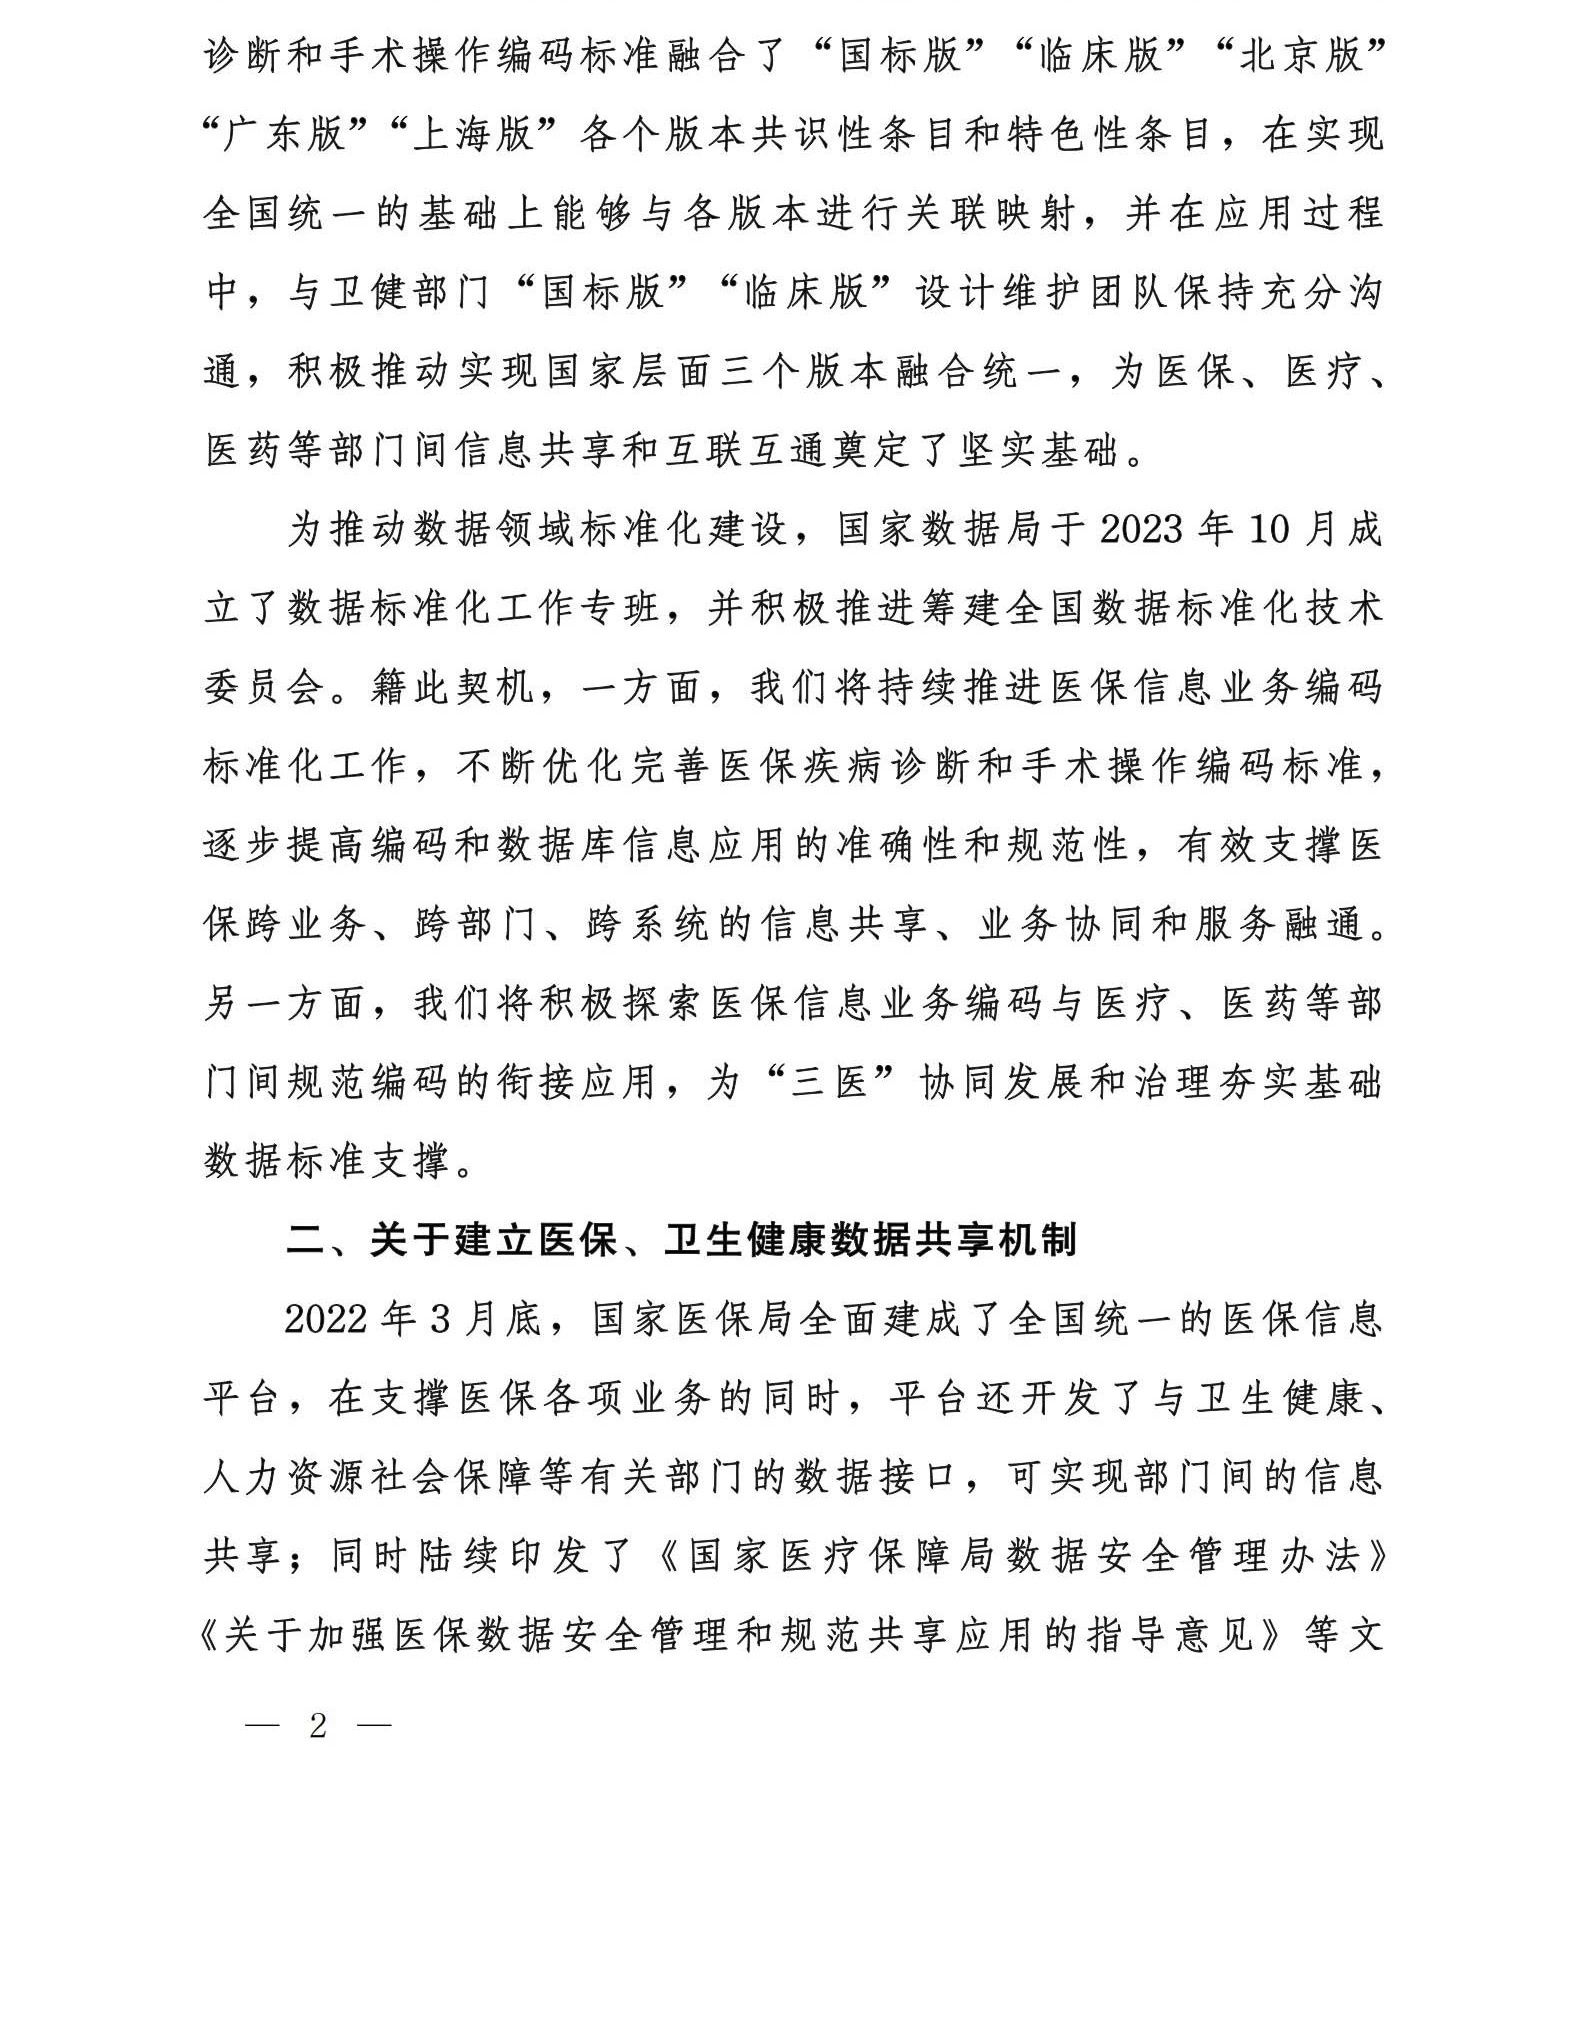 诊断和手术操作编码标准融合了“国标版”“临床版”“北京版”
“广东版”“上海版”各个版本共识性条目和特色性条目，在实现
全国统一的基础上能够与各版本进行关联映射，并在应用过程
中，与卫健部门“国标版”“临床版”设计维护团队保持充分沟
通，积极推动实现国家层面三个版本融合统一，为医保、医疗、
医药等部门间信息共享和互联互通奠定了坚实基础。
为推动数据领域标准化建设，国家数据局于 2023 年 10 月成
立了数据标准化工作专班，并积极推进筹建全国数据标准化技术
委员会。籍此契机，一方面，我们将持续推进医保信息业务编码
标准化工作，不断优化完善医保疾病诊断和手术操作编码标准，
逐步提高编码和数据库信息应用的准确性和规范性，有效支撑医
保跨业务、跨部门、跨系统的信息共享、业务协同和服务融通。
另一方面，我们将积极探索医保信息业务编码与医疗、医药等部
门间规范编码的衔接应用，为“三医”协同发展和治理夯实基础
数据标准支撑。
二、关于建立医保、卫生健康数据共享机制
2022 年 3 月底，国家医保局全面建成了全国统一的医保信息
平台，在支撑医保各项业务的同时，平台还开发了与卫生健康、
人力资源社会保障等有关部门的数据接口，可实现部门间的信息
共享；同时陆续印发了《国家医疗保障局数据安全管理办法》
《关于加强医保数据安全管理和规范共享应用的指导意见》等文
— 2 —